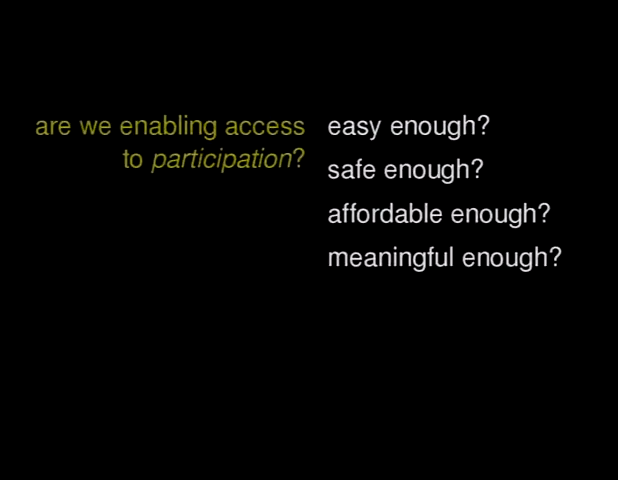 are we enabling access
to participation?
easy enough?
safe enough?
affordable enough?
meaningful enough?